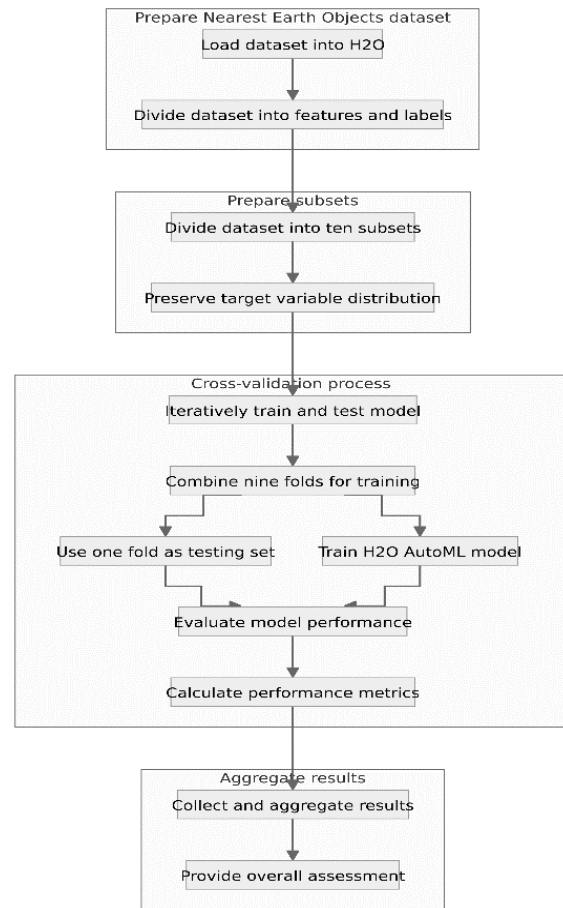 Prepare Nearest Earth Objects dataset
Load dataset into H2O
Divide dataset into features and labels
Prepare subsets
Divide dataset into ten subsets
Preserve target variable distribution
Cross-validation process
Iteratively train and test model
Combine nine folds for training
Use one fold as testing set
Train H2O AutoML model
Evaluate model performance
Calculate performance metrics
Aggregate results
Collect and aggregate results
Provide overall assessment